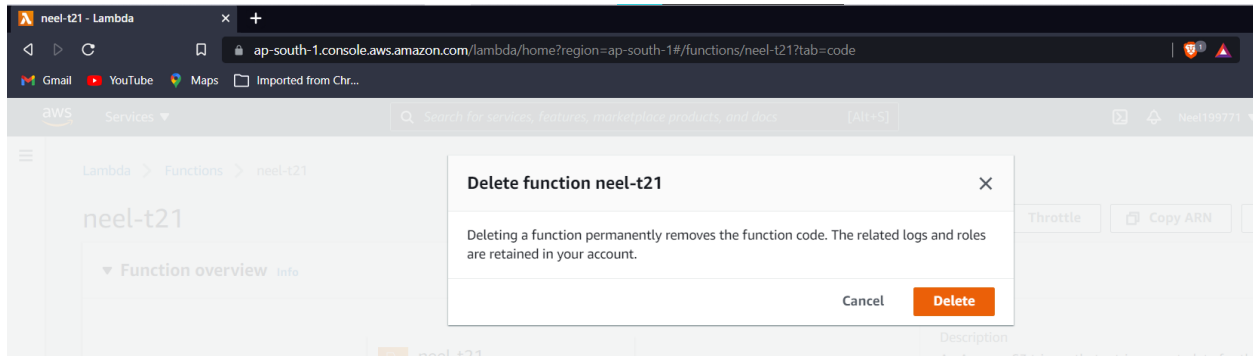 neel-t21 - Lambda
ap-south-1.console.aws.amazon.com/lambda/home?region=ap-south-1#/functions/neel-t21?tab=code
1
Gmail YouTube Maps Imported from Chr...
aws Services ▼ Search for services, features, marketplace products, and docs [Alt+S] Neel199771
Lambda > Functions > neel-t21
Delete function neel-t21
neel-t21 Throttle Copy ARN
Deleting a function permanently removes the function code. The related logs and roles
are retained in your account.
▼ Function overview Info
Cancel Delete
Description
neel-t21